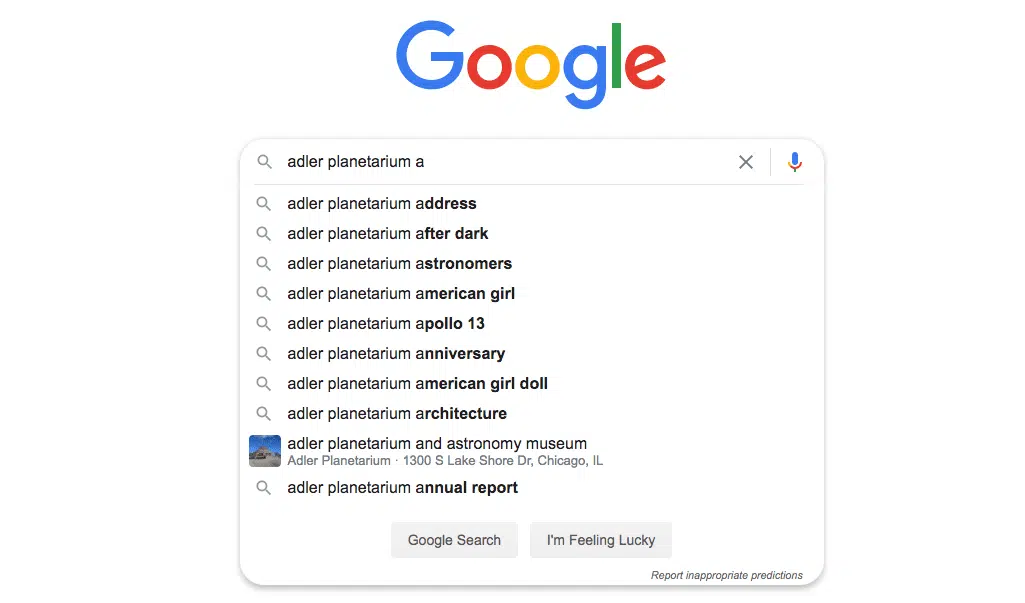 Google
adler planetarium a
adler planetarium address
adler planetarium after dark
adler planetarium astronomers
adler planetarium american girl
adler planetarium apollo 13
adler planetarium anniversary
adler planetarium american girl doll
adler planetarium architecture
adler planetarium and astronomy museum
Adler Planetarium · 1300 S Lake Shore Dr, Chicago, IL
adler planetarium annual report
Google Search I'm Feeling Lucky
Report inappropriate predictions